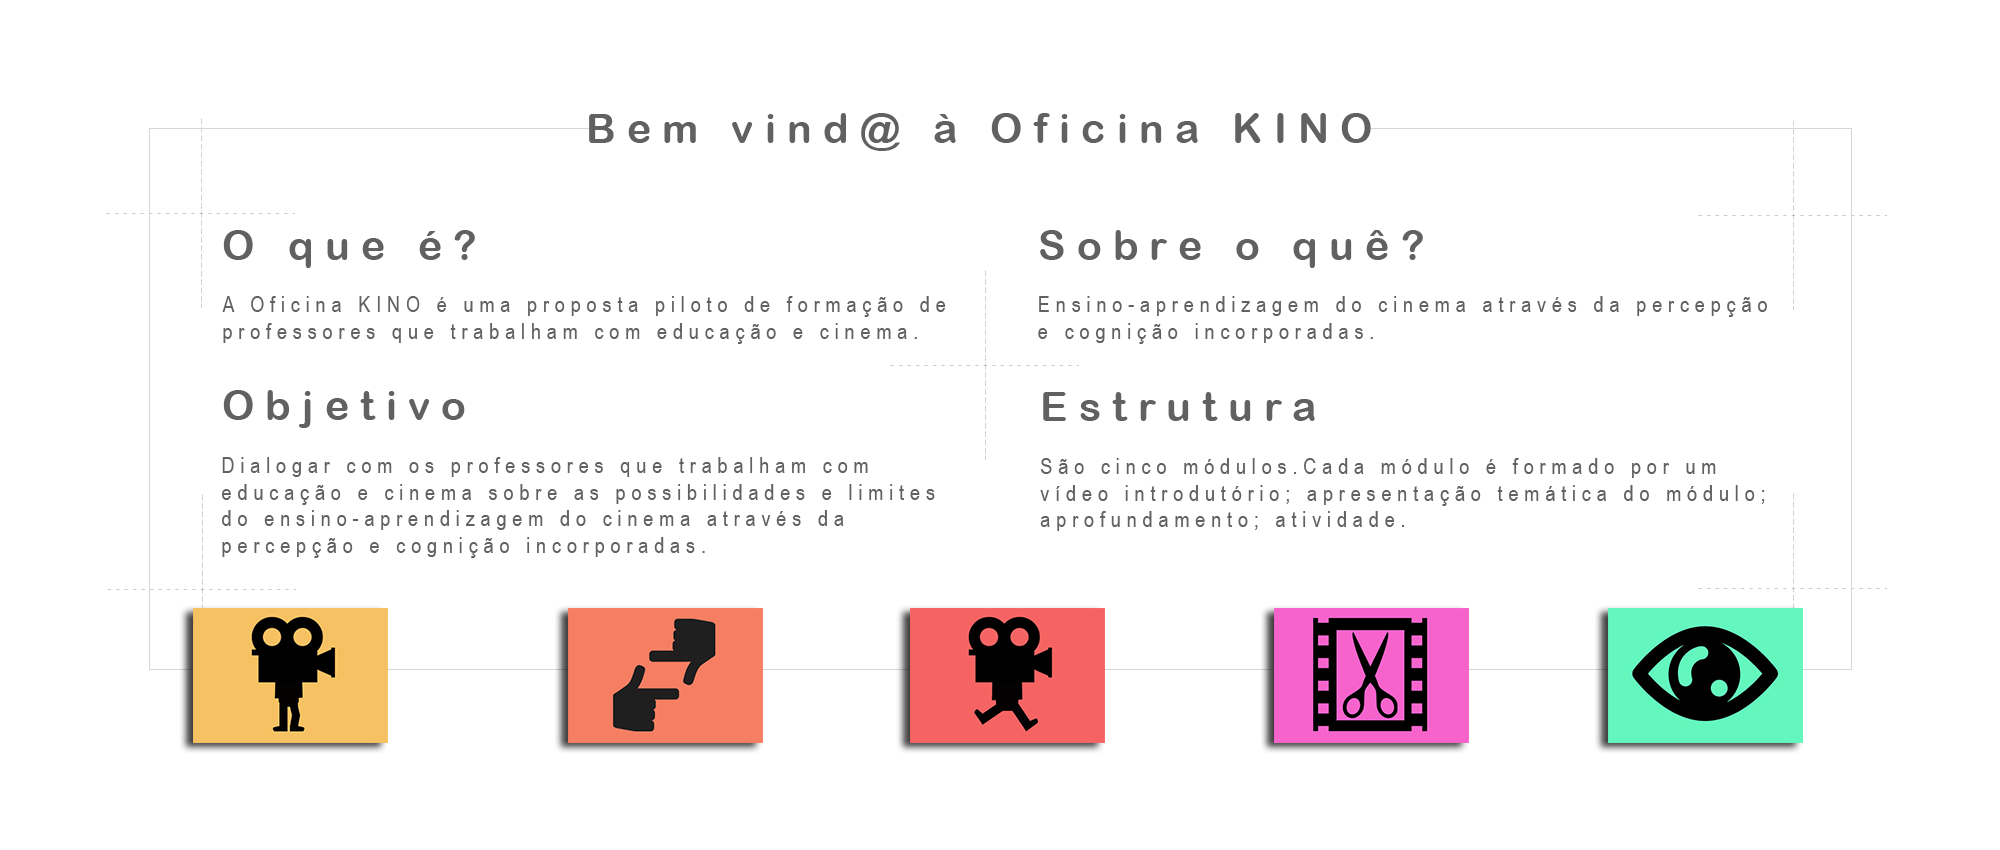 Bem vind@ à Oficina KINO
O que é?
A Oficina KINO é uma proposta piloto de formação de
professores que trabalham com educação e cinema.
Objetivo
Dialogar com os professores que trabalham com
educação e cinema sobre as possibilidades e limites
do ensino-aprendizagem do cinema através da
percepção e cognição incorporadas.
Sobre o quê?
Ensino-aprendizagem do cinema através da percepção
e cognição incorporadas.
Estrutura
São cinco módulos.Cada módulo é formado por um
vídeo introdutório; apresentação temática do módulo;
aprofundamento; atividade.